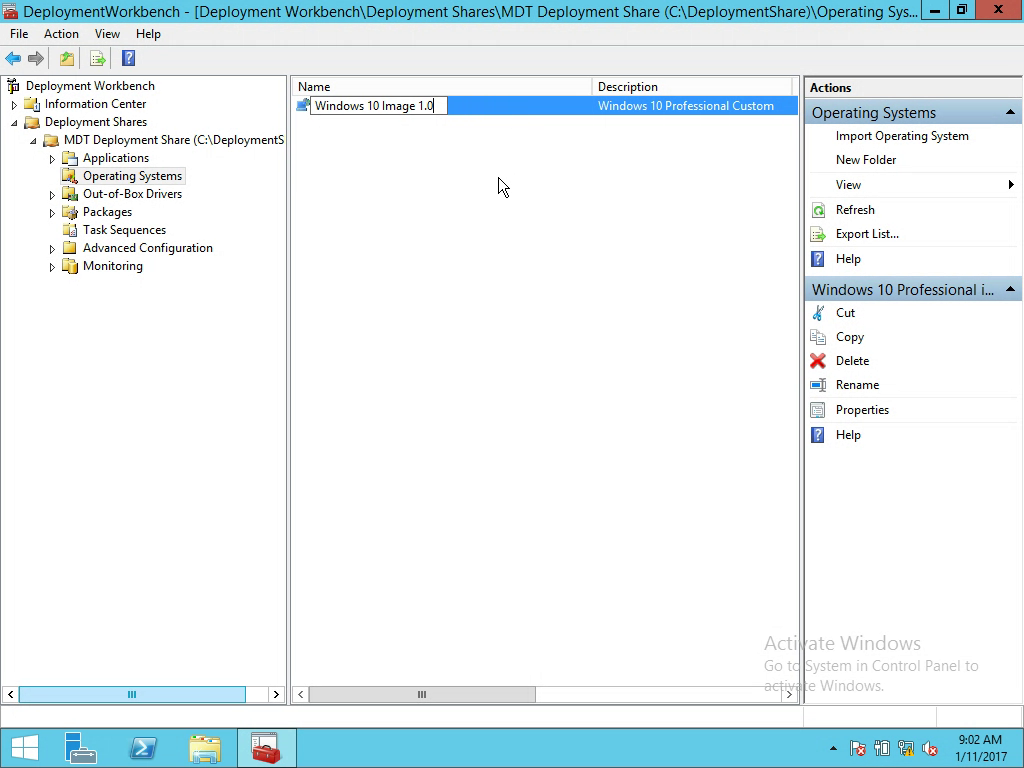 DeploymentWorkbench - [Deployment Workbench\Deployment Shares\MDT Deployment Share (C:\DeploymentShare)\Operating Sys...
File Action View Help
Deployment Workbench
Information Center
Deployment Shares
MDT Deployment Share (C:\DeploymentS
Applications
Operating Systems
Out-of-Box Drivers
Packages
Task Sequences
Advanced Configuration
Monitoring
Name Description
Windows 10 Image 1.0 Windows 10 Professional Custom
Actions
Operating Systems
Import Operating System
New Folder
View
Refresh
Export List...
Help
Windows 10 Professional i...
Cut
Copy
Delete
Rename
Properties
Help
Activate Windows
Go to System in Control Panel to
activate Windows.
9:02 AM
1/11/2017